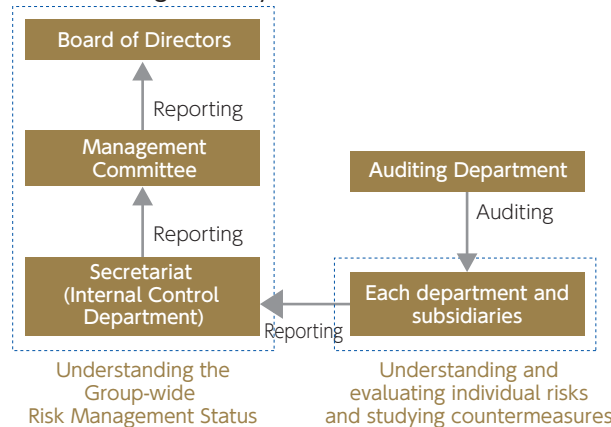 Board of Directors
Reporting
Management
Committee
Reporting
Secretariat
(Internal Control
Department)
Understanding the
Group-wide
Risk Management Status
Auditing Department
Auditing
Each department and
subsidiaries
Reporting
Understanding and
evaluating individual risks
and studying countermeasures